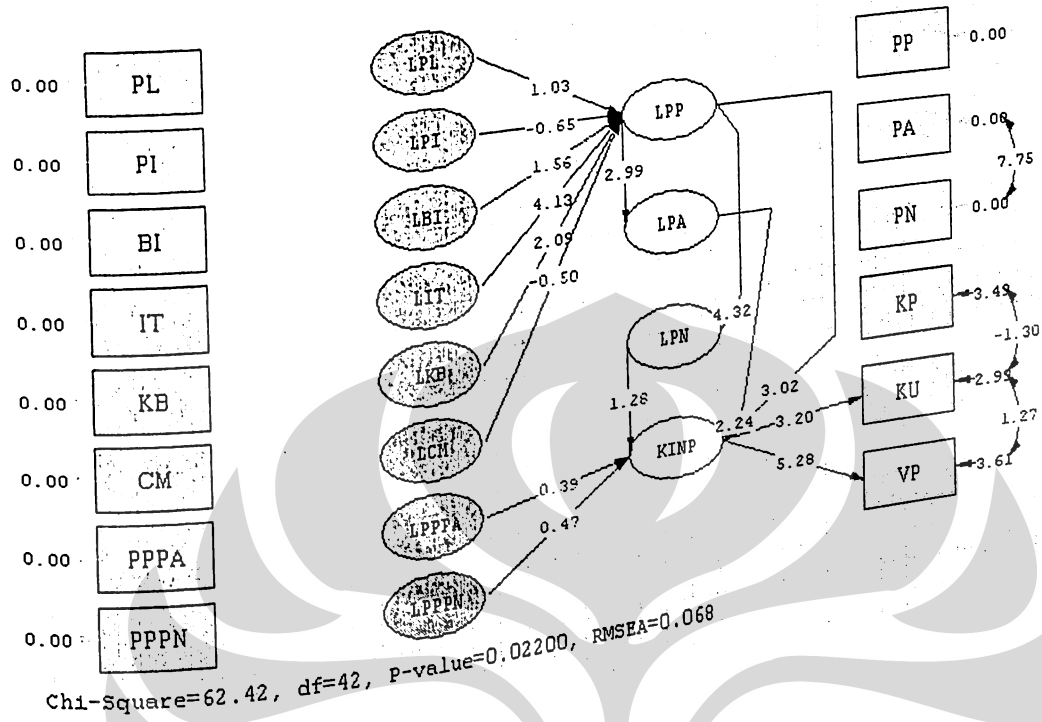 0.00 PL
0.00 PI
0.00 BI
0.00 IT
0.00 KB
0.00 CM
0.00 PPPA
0.00 PPPN
LPL
LPI
LBI
LIT
LKB
LCM
LPPPA
LPPPN
1.03
-0.65
1.56
4.13
2.09
-0.50
0.39
0.47
LPP
2.99
LPA
LPN
4.32
1.28
KINP
2.24
3.02
3.20
5.28
PP 0.00
PA 0.00
7.75
PN 0.00
KP 3.49
-1.30
KU 2.95
1.27
VP 3.61
Chi-Square=62.42, df=42, P-value=0.02200, RMSEA=0.068